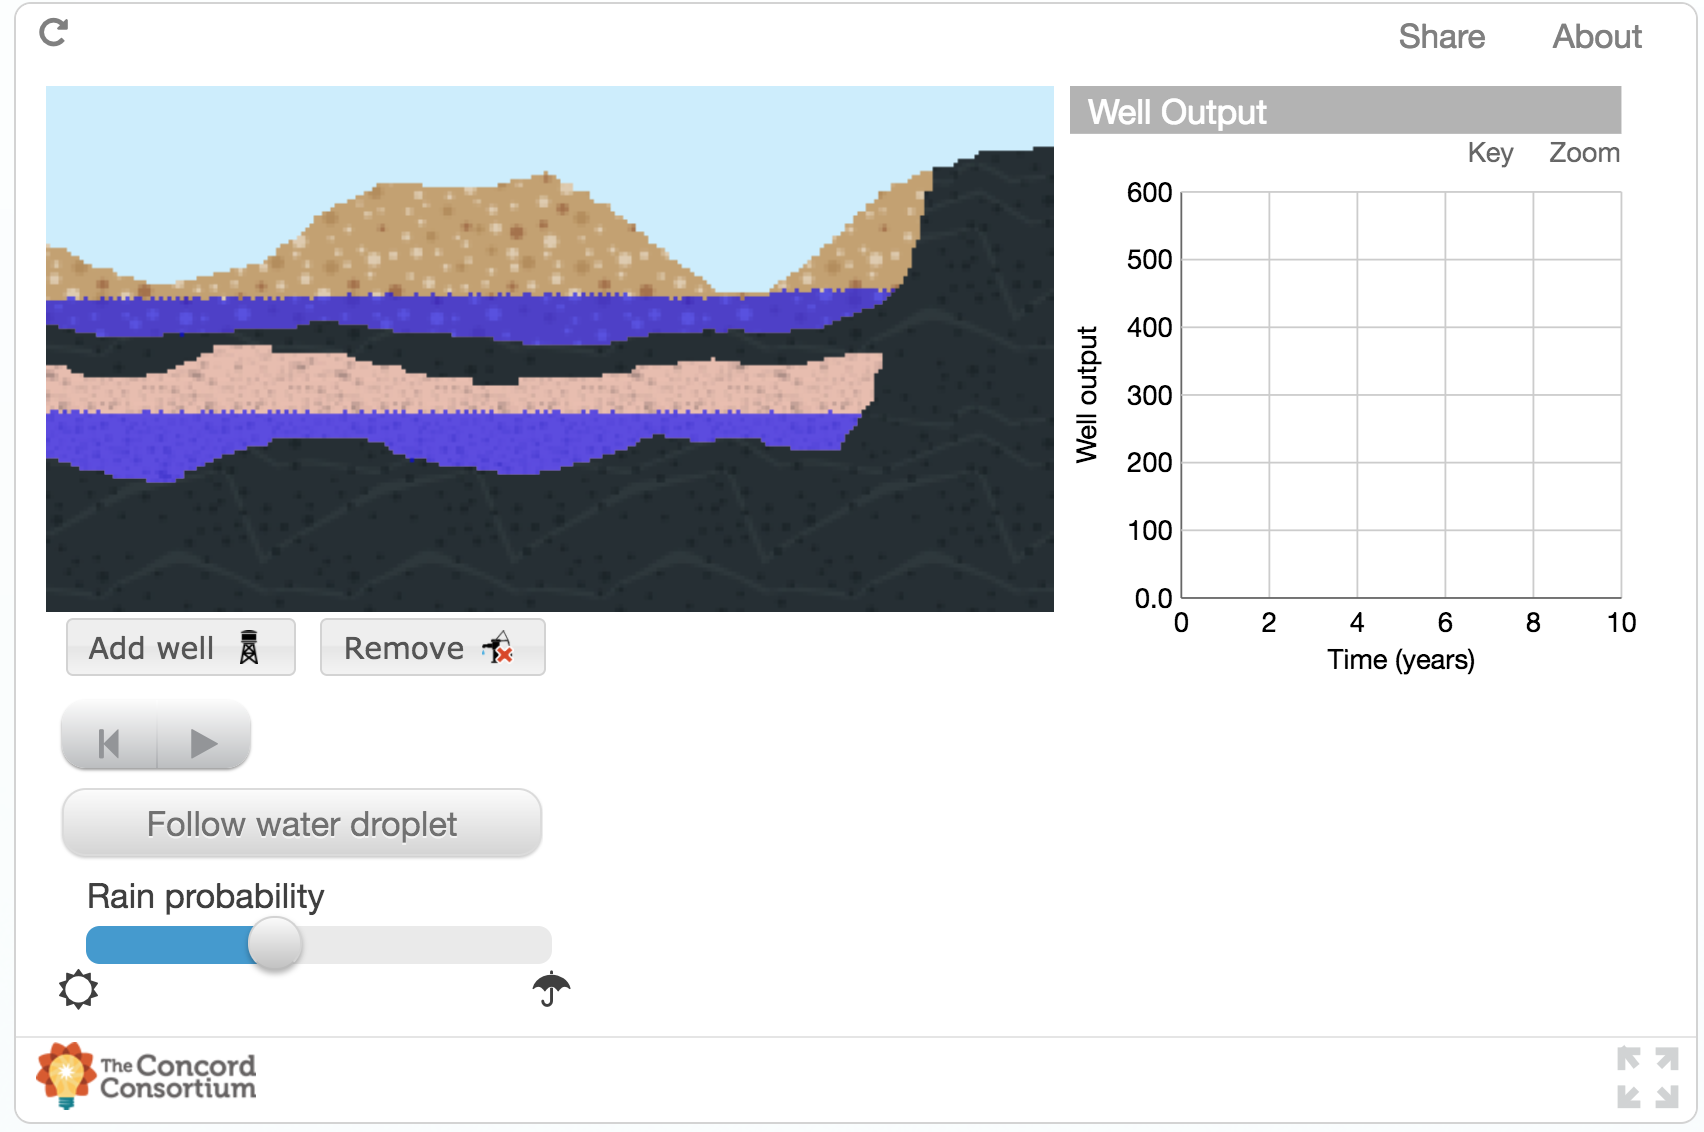 Share About
Well Output
Key Zoom
600
500
400
300
200
100
0.0
Well output
0 2 4 6 8 10
Time (years)
Add well
Remove
Follow water droplet
Rain probability
The Concord
Consortium